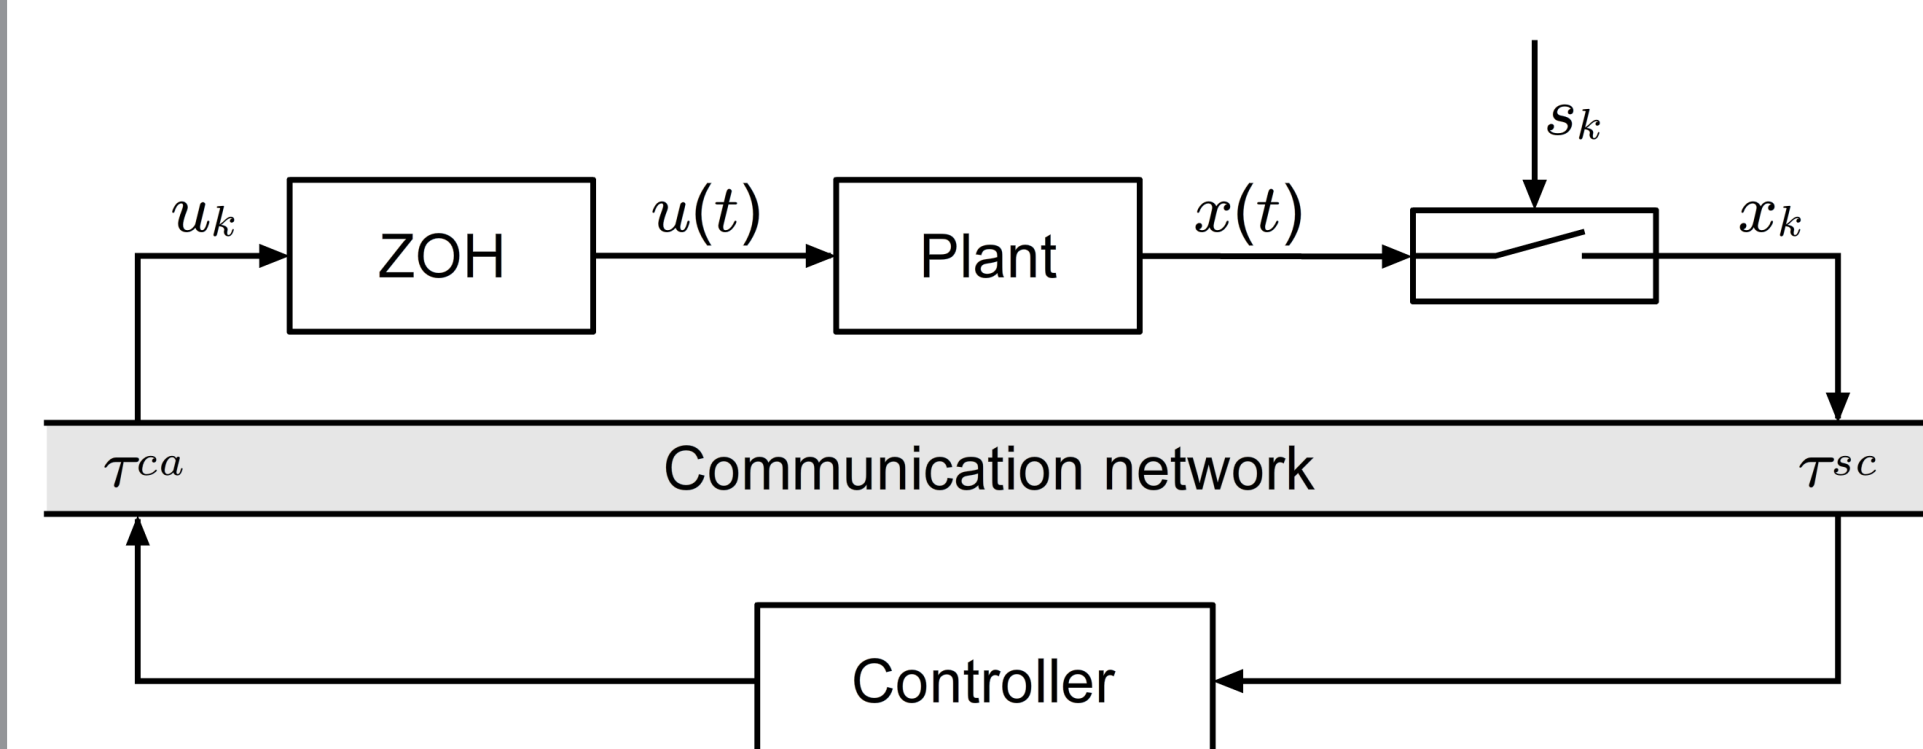 s_k
u_k
ZOH
u(t)
Plant
x(t)
x_k
τ^{ca}
Communication network
τ^{sc}
Controller